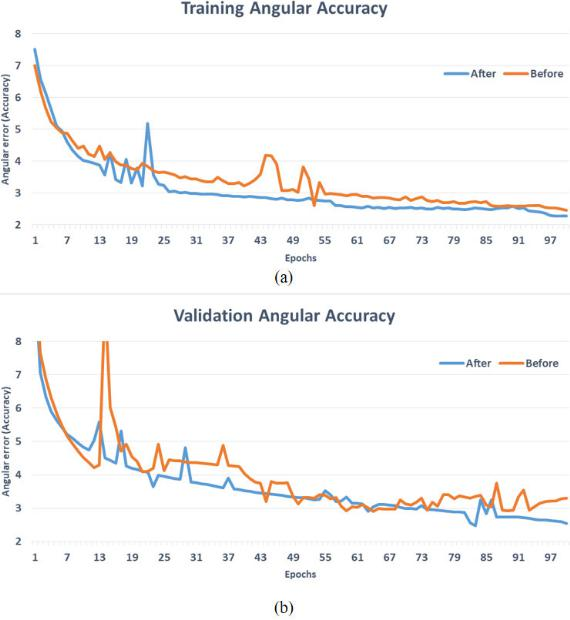 Training Angular Accuracy
8
7
6
5
4
3
2
Angular error (Accuracy)
After Before
1 7 13 19 25 31 37 43 49 55 61 67 73 79 85 91 97
Epochs
(a)
Validation Angular Accuracy
8
7
6
5
4
3
2
Angular error (Accuracy)
After Before
1 7 13 19 25 31 37 43 49 55 61 67 73 79 85 91 97
Epochs
(b)